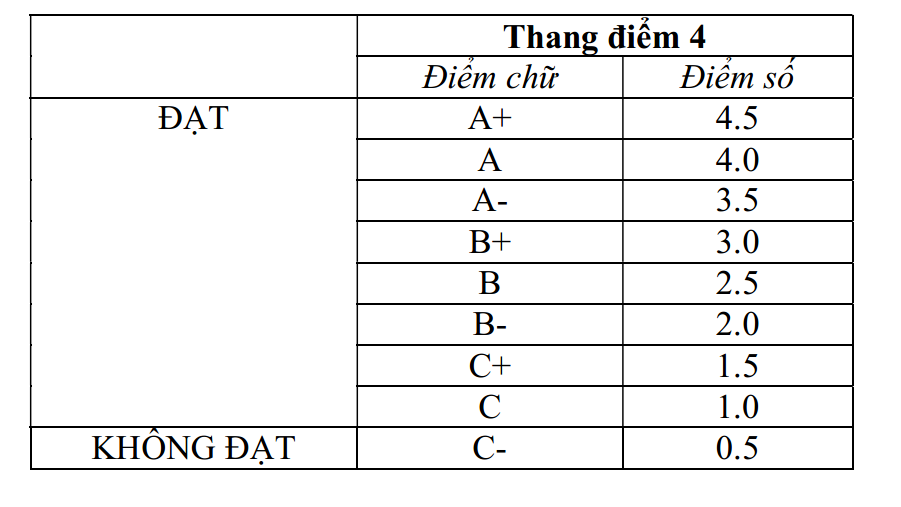 Thang điểm 4
Điểm chữ Điểm số
ĐẠT A+ 4.5
A 4.0
A- 3.5
B+ 3.0
B 2.5
B- 2.0
C+ 1.5
C 1.0
KHÔNG ĐẠT C- 0.5